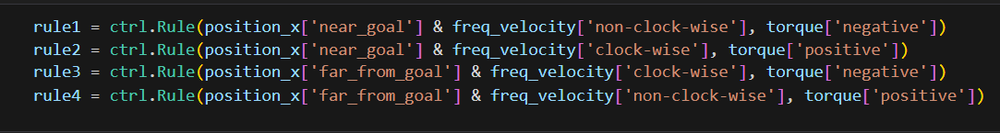 rule1 = ctrl.Rule(position_x['near_goal'] & freq_velocity['non-clock-wise'], torque['negative'])
rule2 = ctrl.Rule(position_x['near_goal'] & freq_velocity['clock-wise'], torque['positive'])
rule3 = ctrl.Rule(position_x['far_from_goal'] & freq_velocity['clock-wise'], torque['negative'])
rule4 = ctrl.Rule(position_x['far_from_goal'] & freq_velocity['non-clock-wise'], torque['positive'])